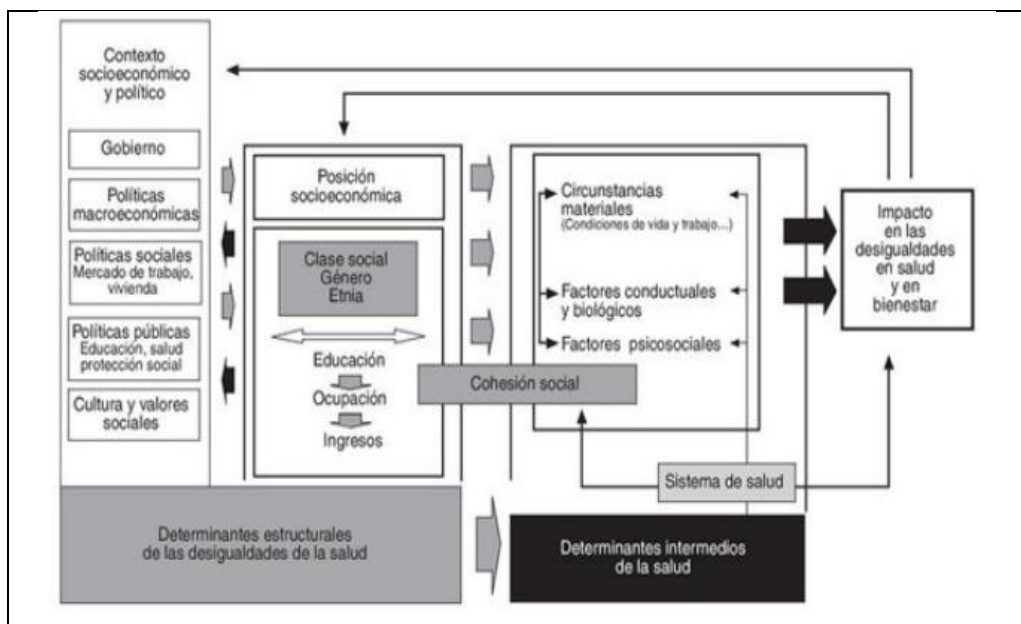 Contexto
socioeconómico
y político
Gobierno
Políticas
macroeconómicas
Políticas sociales
Mercado de trabajo,
vivienda
Políticas públicas
Educación, salud
protección social
Cultura y valores
sociales
Posición
socioeconómica
Clase social
Género
Etnia
Educación
Ocupación
Ingresos
Cohesión social
Circunstancias
materiales
(Condiciones de vida y trabajo...)
Factores conductuales
y biológicos
Factores psicosociales
Sistema de salud
Impacto
en las
desigualdades
en salud
y en
bienestar
Determinantes estructurales
de las desigualdades de la salud
Determinantes intermedios
de la salud